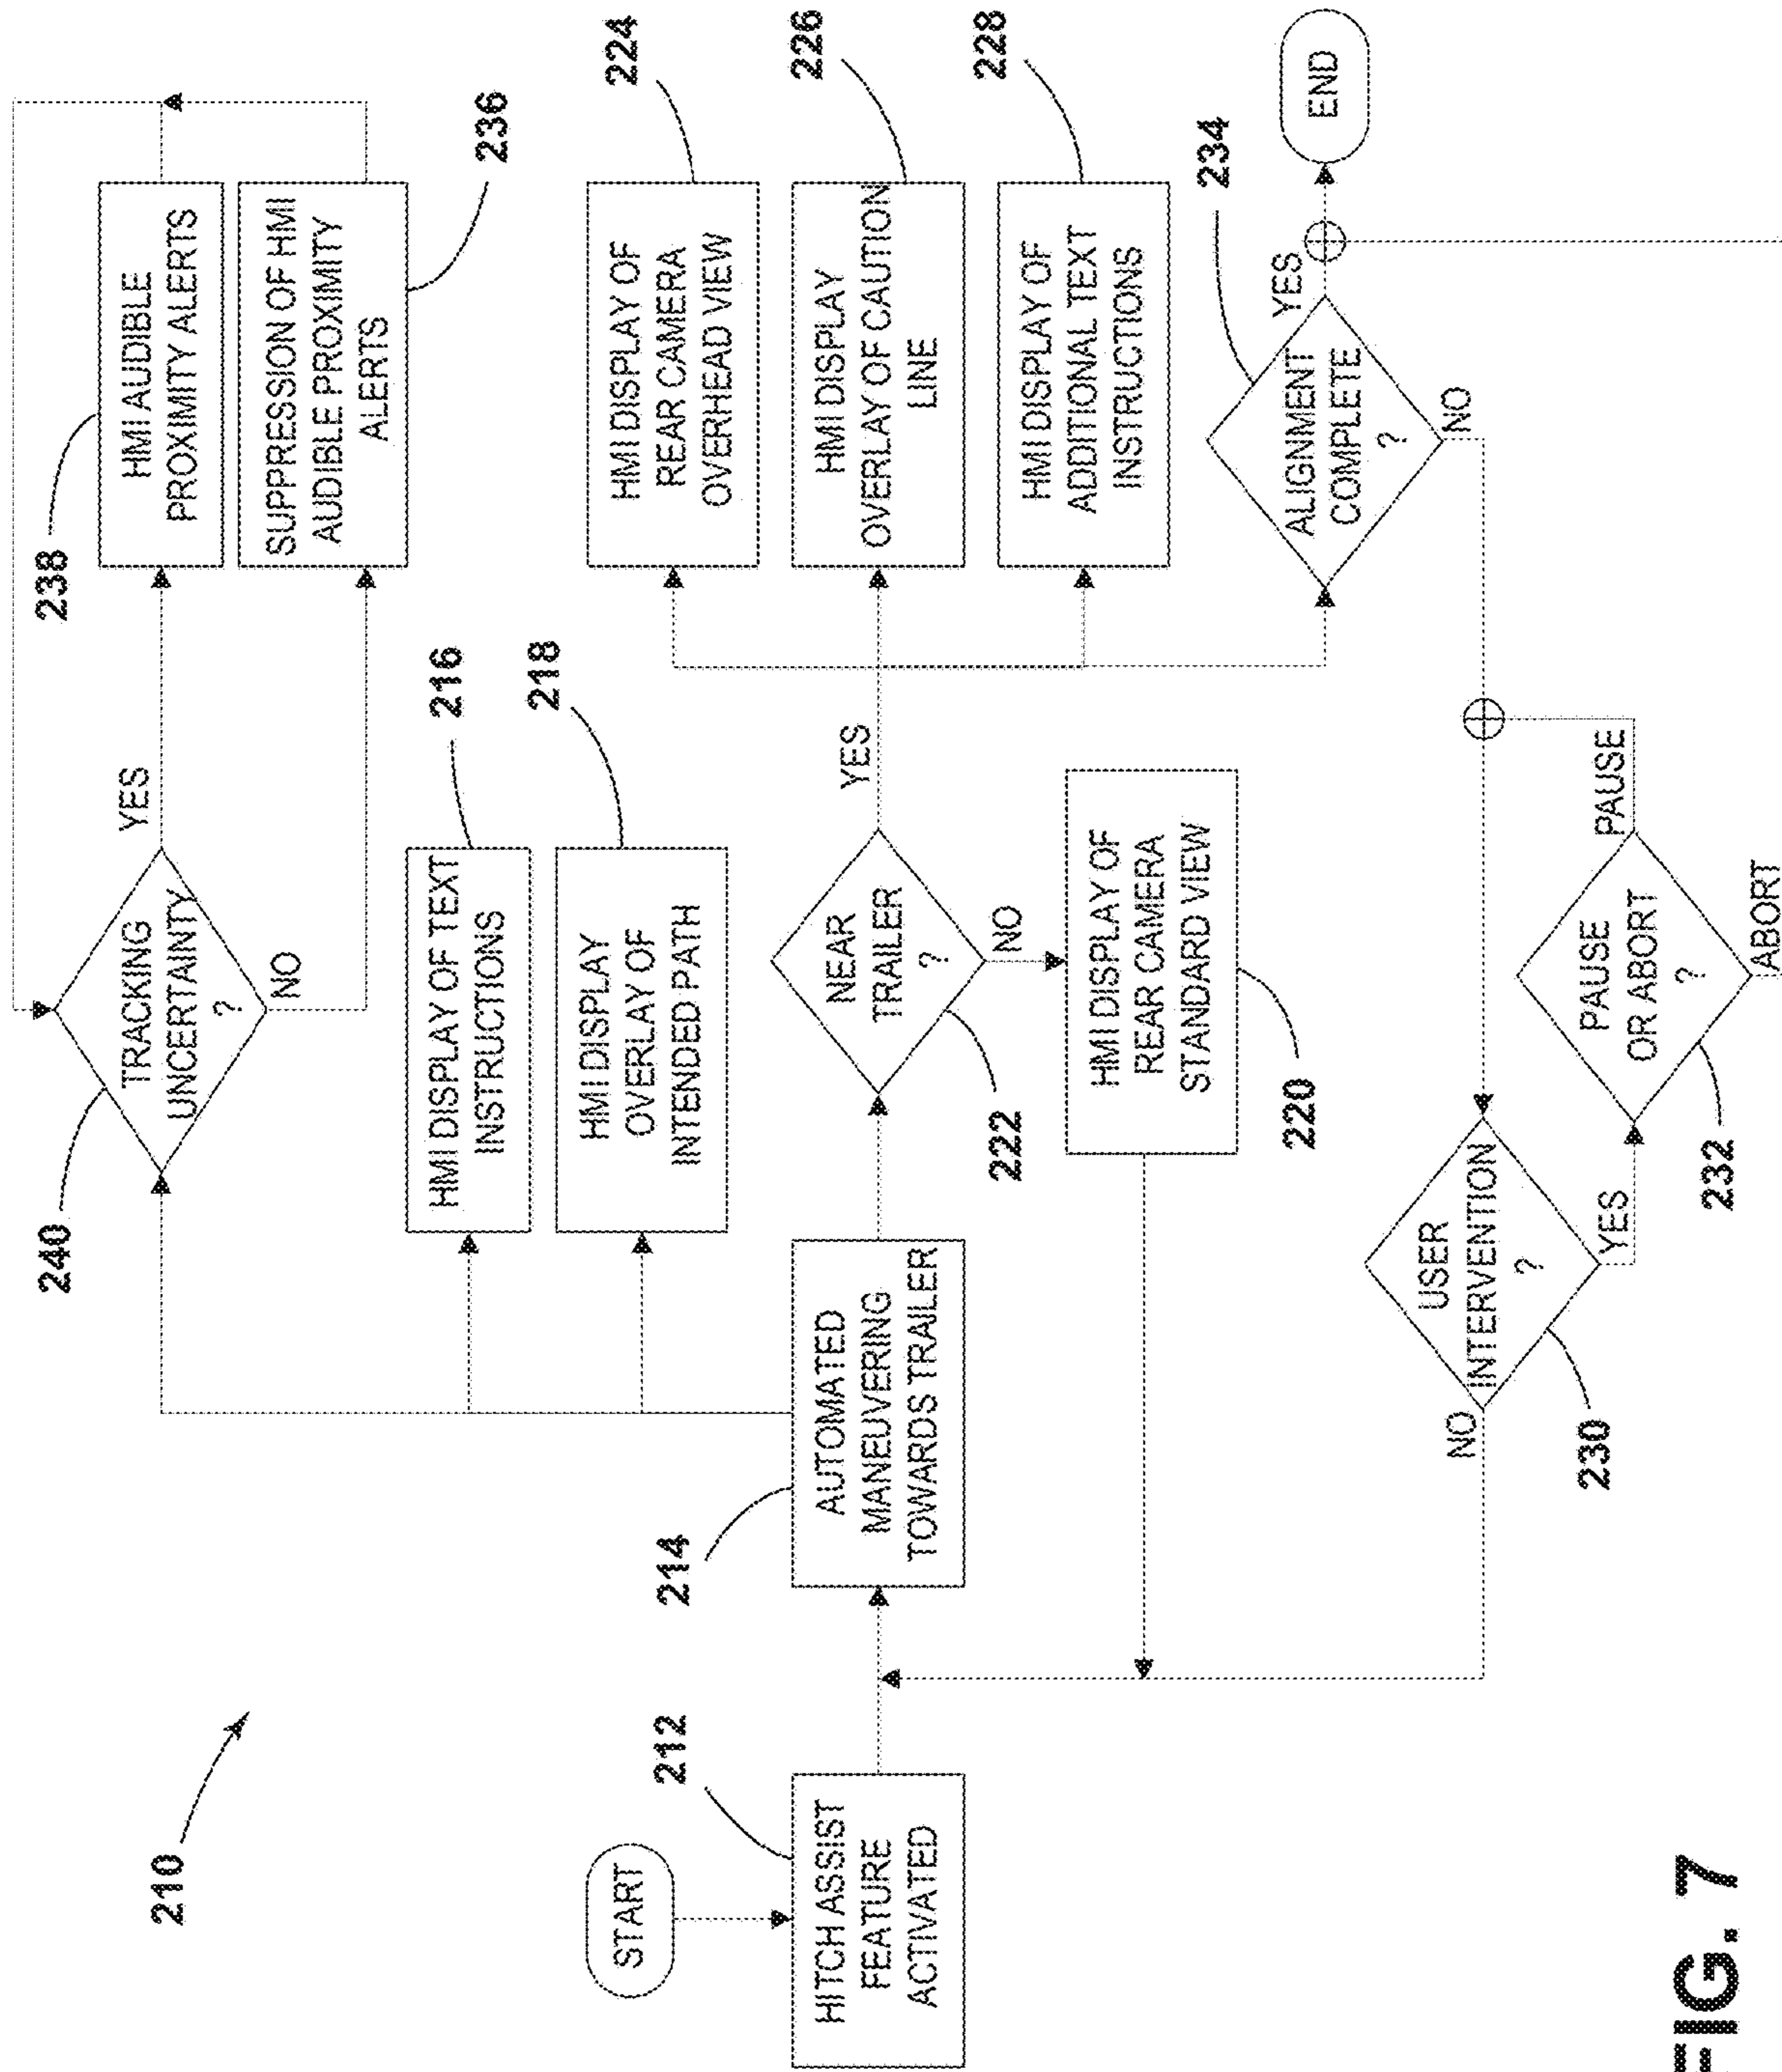 210
START
212
HITCH ASSIST
FEATURE
ACTIVATED
214
AUTOMATED
MANEUVERING
TOWARDS TRAILER
240
TRACKING
UNCERTAINTY
?
YES
NO
238
HMI AUDIBLE
PROXIMITY ALERTS
SUPPRESSION OF HMI
AUDIBLE PROXIMITY
ALERTS
236
216
HMI DISPLAY OF TEXT
INSTRUCTIONS
218
HMI DISPLAY
OVERLAY OF
INTENDED PATH
NEAR
TRAILER
?
222
YES
NO
HMI DISPLAY OF
REAR CAMERA
STANDARD VIEW
220
HMI DISPLAY OF
REAR CAMERA
OVERHEAD VIEW
224
HMI DISPLAY
OVERLAY OF CAUTION
LINE
226
HMI DISPLAY OF
ADDITIONAL TEXT
INSTRUCTIONS
228
ALIGNMENT
COMPLETE
?
234
YES
NO
END
USER
INTERVENTION
?
230
NO
YES
PAUSE
OR ABORT
?
232
PAUSE
ABORT
FIG. 7